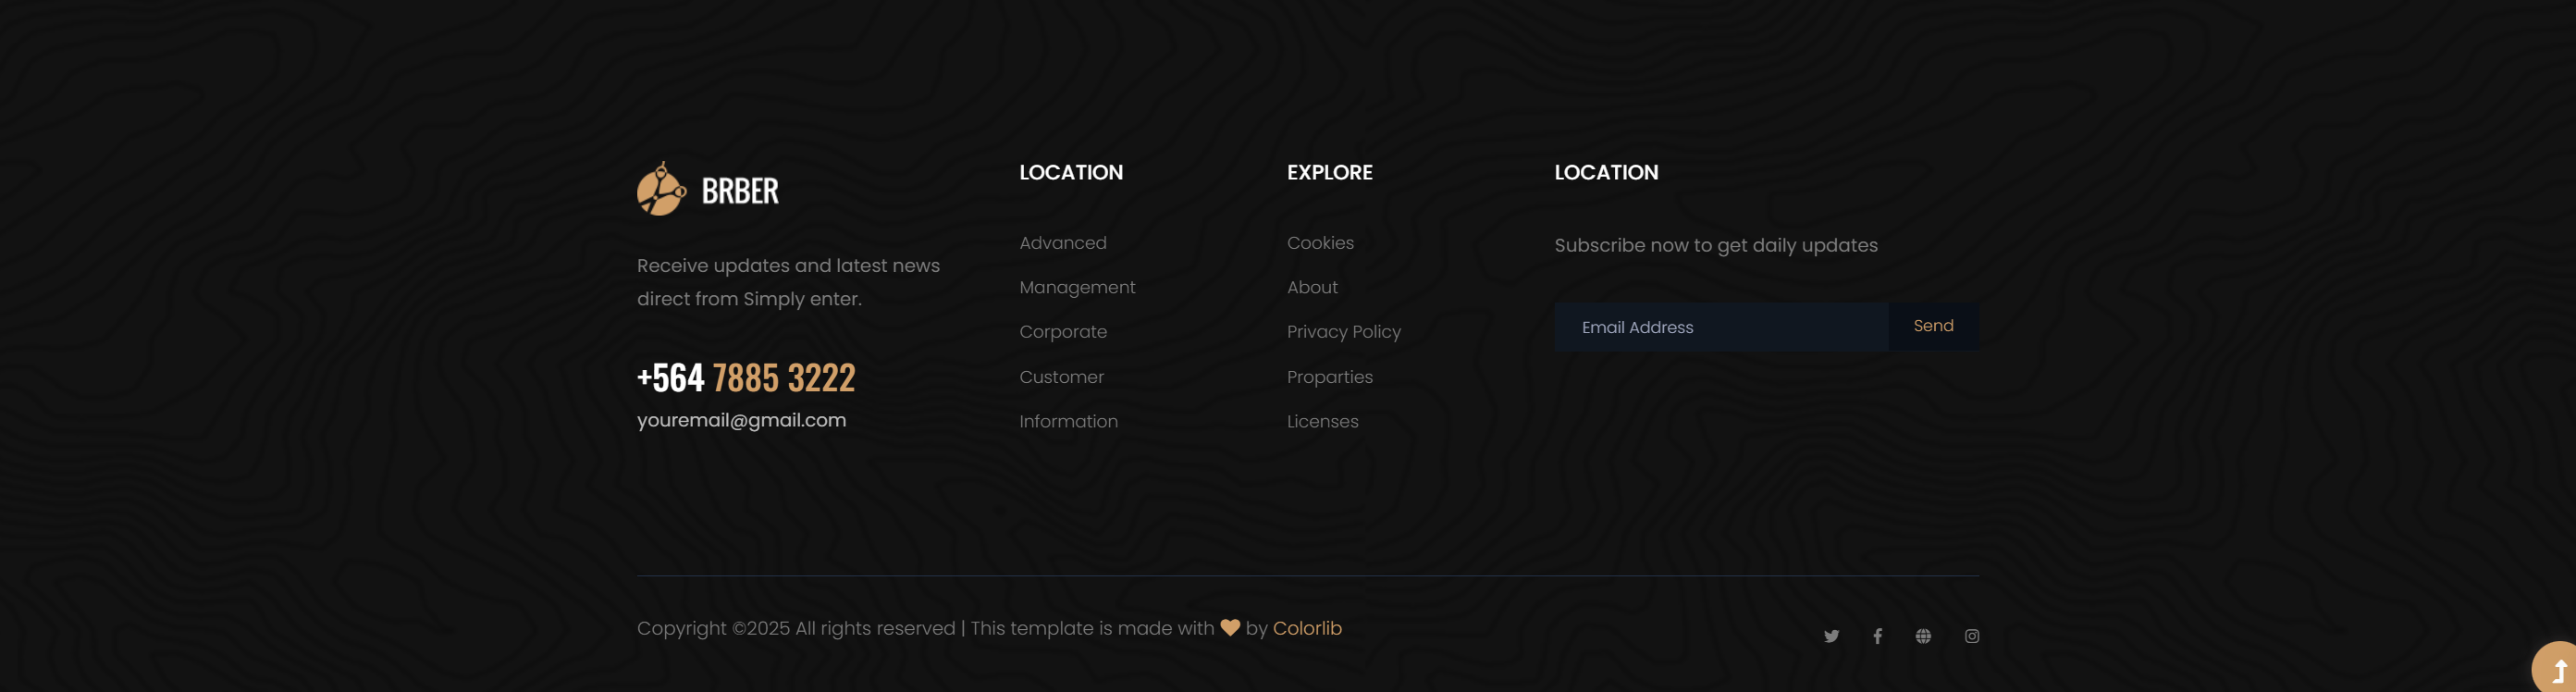 BRBER
Receive updates and latest news
direct from Simply enter.
+564 7885 3222
youremail@gmail.com
LOCATION
Advanced
Management
Corporate
Customer
Information
EXPLORE
Cookies
About
Privacy Policy
Proparties
Licenses
LOCATION
Subscribe now to get daily updates
Email Address
Send
Copyright ©2025 All rights reserved | This template is made with ♥ by Colorlib